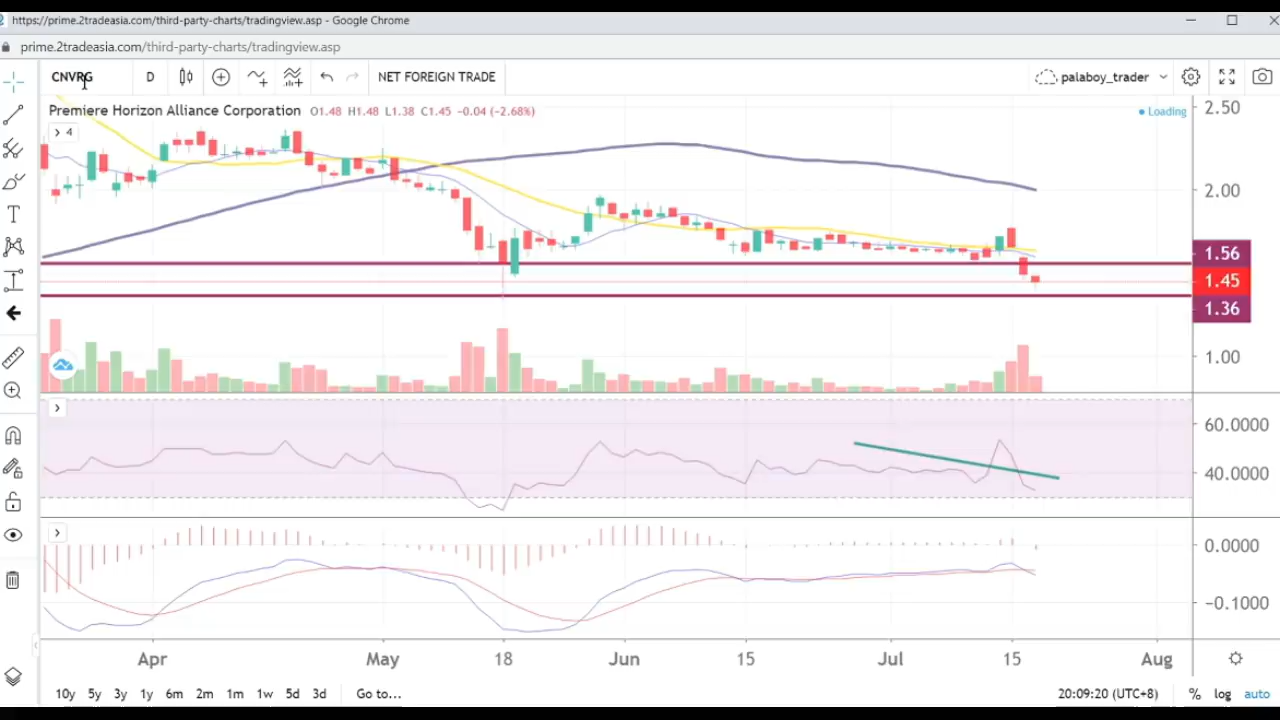 https://prime.2tradeasia.com/third-party-charts/tradingview.asp - Google Chrome
prime.2tradeasia.com/third-party-charts/tradingview.asp
CNVRG D NET FOREIGN TRADE palaboy_trader
Premiere Horizon Alliance Corporation O1.48 H1.48 L1.38 C1.45 -0.04 (-2.68%)
Loading
2.50
4
2.00
1.56
1.45
1.36
1.00
60.0000
40.0000
0.0000
-0.1000
Apr May 18 Jun 15 Jul 15 Aug
10y 5y 3y 1y 6m 2m 1m 1w 5d 3d Go to... 20:09:20 (UTC+8) % log auto